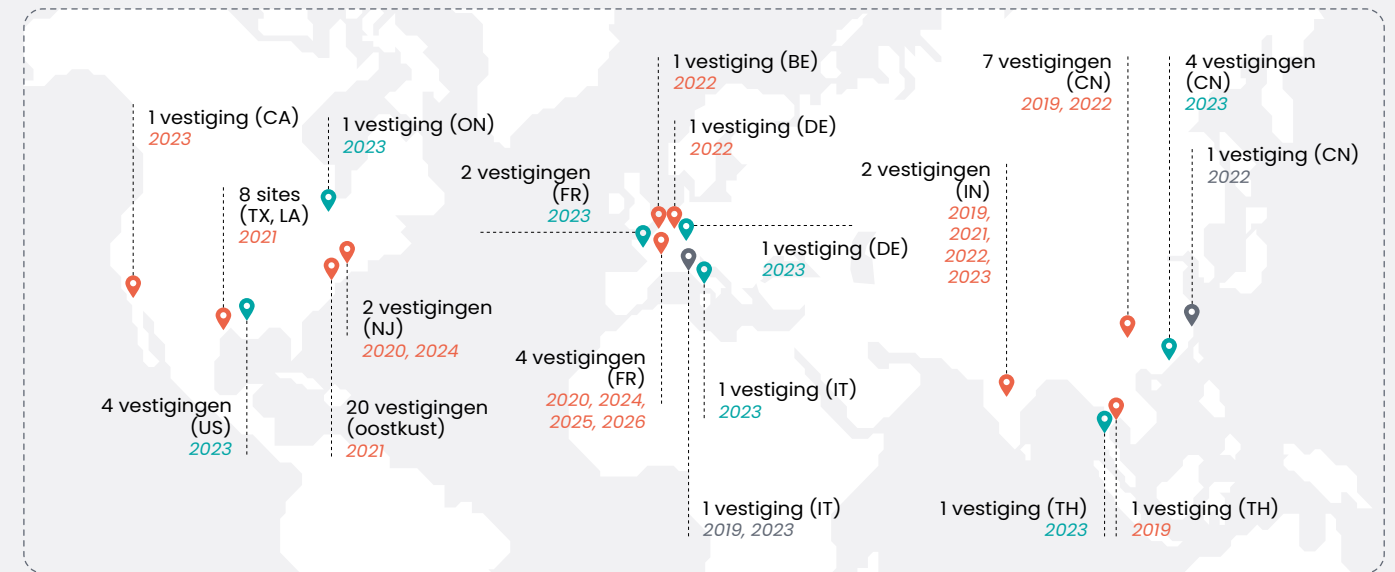 1 vestiging (CA)
2023
1 vestiging (ON)
2023
8 sites
(TX, LA)
2021
2 vestigingen
(NJ)
2020, 2024
4 vestigingen
(US)
2023
20 vestigingen
(oostkust)
2021
1 vestiging (BE)
2022
1 vestiging (DE)
2022
2 vestigingen
(FR)
2023
1 vestiging (DE)
2023
4 vestigingen
(FR)
2020, 2024,
2025, 2026
1 vestiging (IT)
2023
1 vestiging (IT)
2019, 2023
7 vestigingen
(CN)
2019, 2022
4 vestigingen
(CN)
2023
1 vestiging (CN)
2022
2 vestigingen
(IN)
2019,
2021,
2022,
2023
1 vestiging (TH)
2023
1 vestiging (TH)
2019